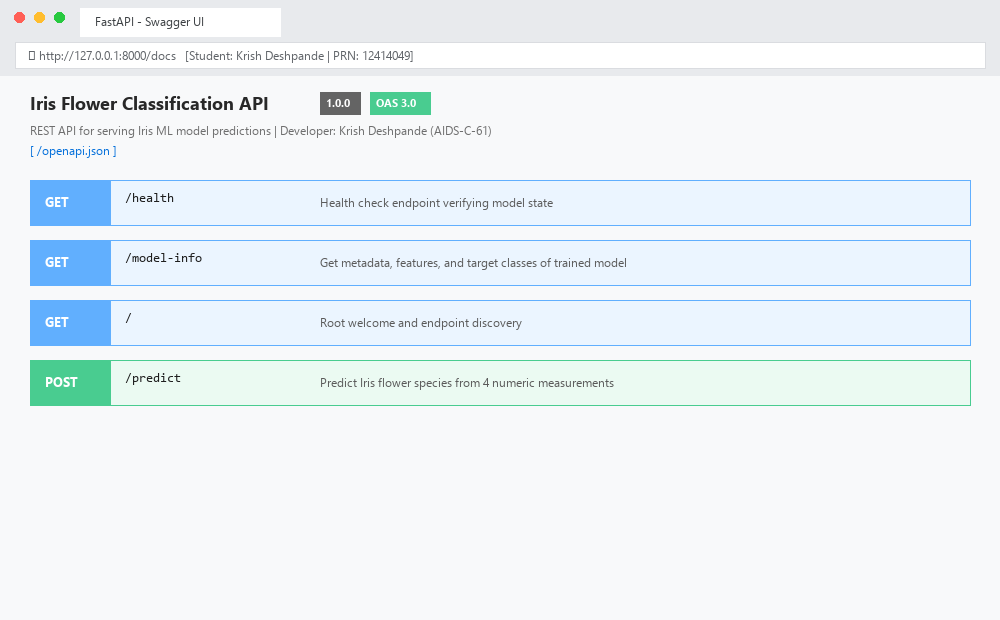 FastAPI - Swagger UI
http://127.0.0.1:8000/docs [Student: Krish Deshpande | PRN: 12414049]
Iris Flower Classification API 1.0.0 OAS 3.0
REST API for serving Iris ML model predictions | Developer: Krish Deshpande (AIDS-C-61)
[ /openapi.json ]
GET /health Health check endpoint verifying model state
GET /model-info Get metadata, features, and target classes of trained model
GET / Root welcome and endpoint discovery
POST /predict Predict Iris flower species from 4 numeric measurements